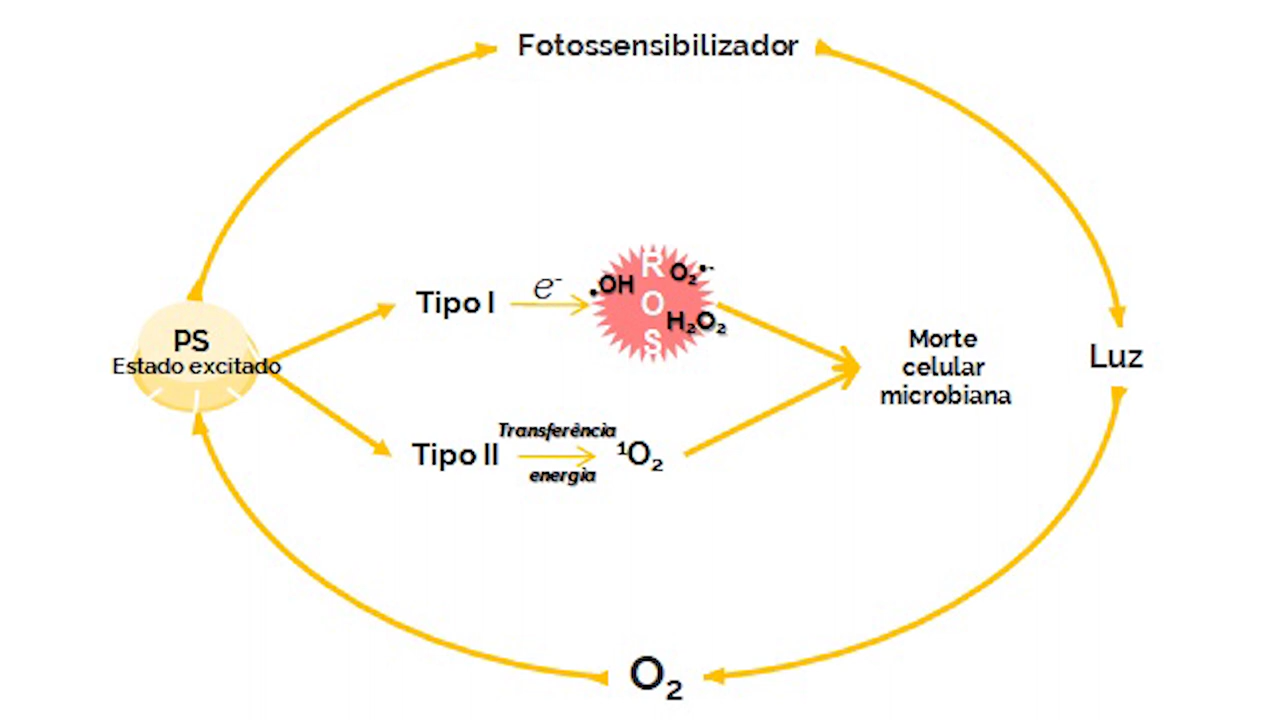 Fotossensibilizador
PS
Estado excitado
Tipo I
e⁻
R
O
S
•OH
O₂•⁻
H₂O₂
Tipo II
Transferência
energia
¹O₂
Morte
celular
microbiana
Luz
O₂